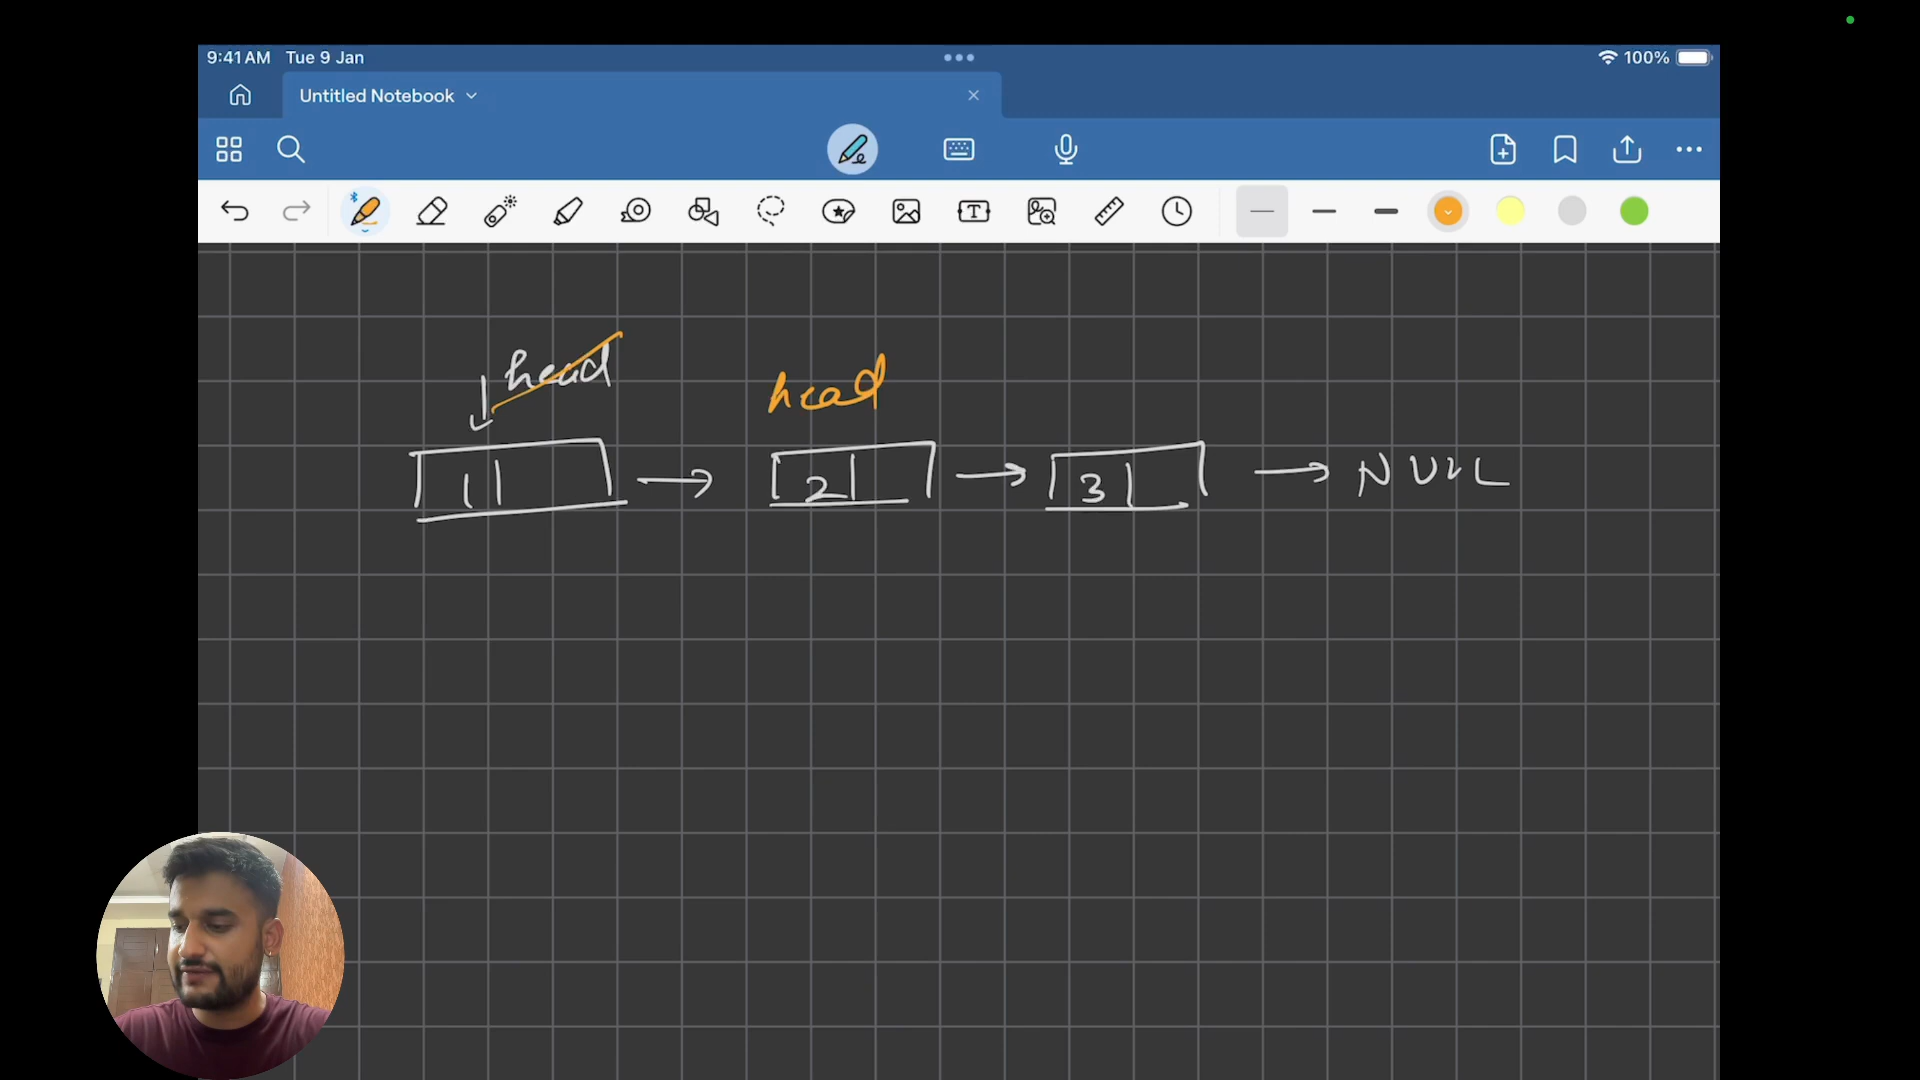 9:41 AM Tue 9 Jan 100%
Untitled Notebook
T
head head
1 2 3 NULL